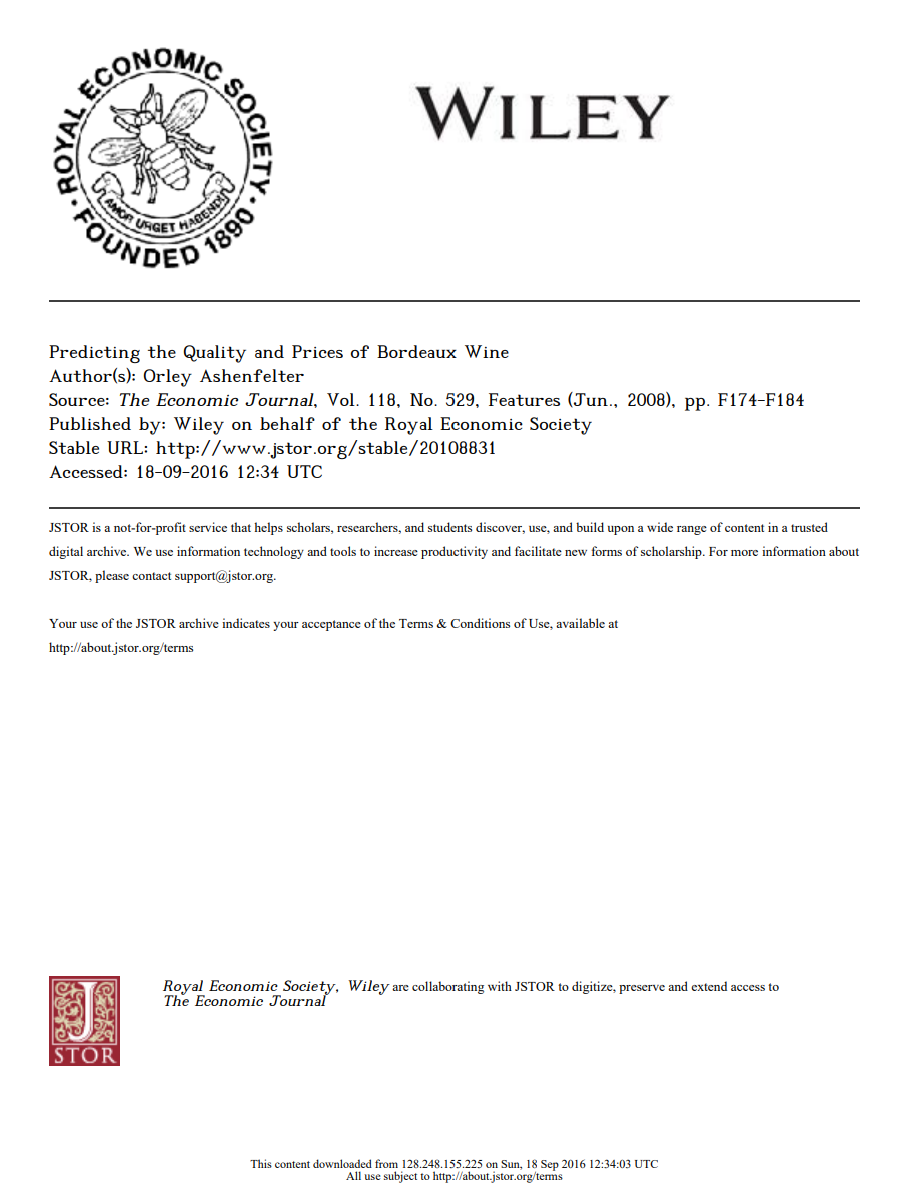 ROYAL ECONOMIC SOCIETY
AMOR URGET HABENDI
· FOUNDED 1890 ·
WILEY
Predicting the Quality and Prices of Bordeaux Wine
Author(s): Orley Ashenfelter
Source: The Economic Journal, Vol. 118, No. 529, Features (Jun., 2008), pp. F174-F184
Published by: Wiley on behalf of the Royal Economic Society
Stable URL: http://www.jstor.org/stable/20108831
Accessed: 18-09-2016 12:34 UTC
JSTOR is a not-for-profit service that helps scholars, researchers, and students discover, use, and build upon a wide range of content in a trusted
digital archive. We use information technology and tools to increase productivity and facilitate new forms of scholarship. For more information about
JSTOR, please contact support@jstor.org.
Your use of the JSTOR archive indicates your acceptance of the Terms & Conditions of Use, available at
http://about.jstor.org/terms
J
STOR
Royal Economic Society, Wiley are collaborating with JSTOR to digitize, preserve and extend access to
The Economic Journal
This content downloaded from 128.248.155.225 on Sun, 18 Sep 2016 12:34:03 UTC
All use subject to http://about.jstor.org/terms